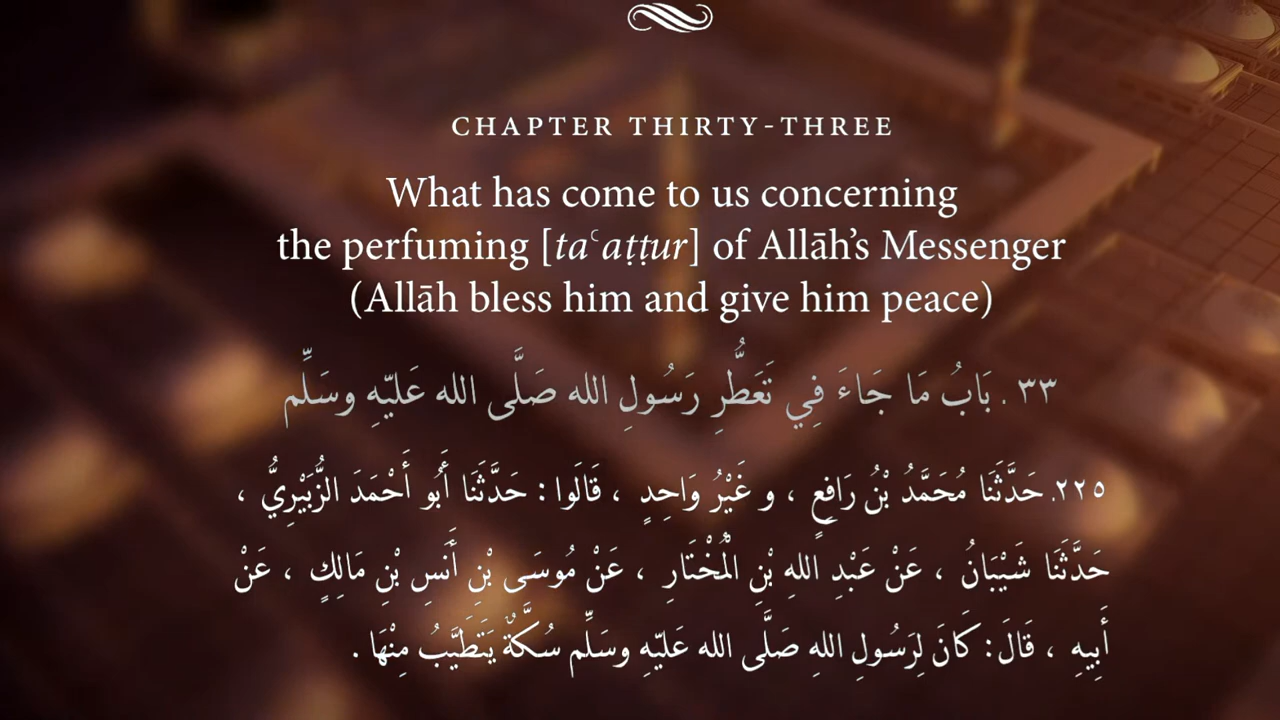 CHAPTER THIRTY-THREE
What has come to us concerning
the perfuming [taʿaṭṭur] of Allāh’s Messenger
(Allāh bless him and give him peace)
٣٣ . بَابُ مَا جَاءَ فِي تَعَطُّرِ رَسُولِ الله صَلَّى الله عَلَيْهِ وسَلِّم
٢٢٥. حَدَّثَنَا مُحَمَّدُ بْنُ رَافِعٍ ، و غَيْرُ وَاحِدٍ ، قَالُوا : حَدَّثَنَا أَبُو أَحْمَدَ الزُّبَيْرِيُّ ،
حَدَّثَنَا شَيْبَانُ ، عَنْ عَبْدِ اللهِ بْنِ الْمُخْتَارِ ، عَنْ مُوسَى بْنِ أَنَسِ بْنِ مَالِكٍ ، عَنْ
أَبِيهِ ، قَالَ : كَانَ لِرَسُولِ اللهِ صَلَّى الله عَلَيْهِ وسَلِّم سُكَّةٌ يَتَطَيَّبُ مِنْهَا .